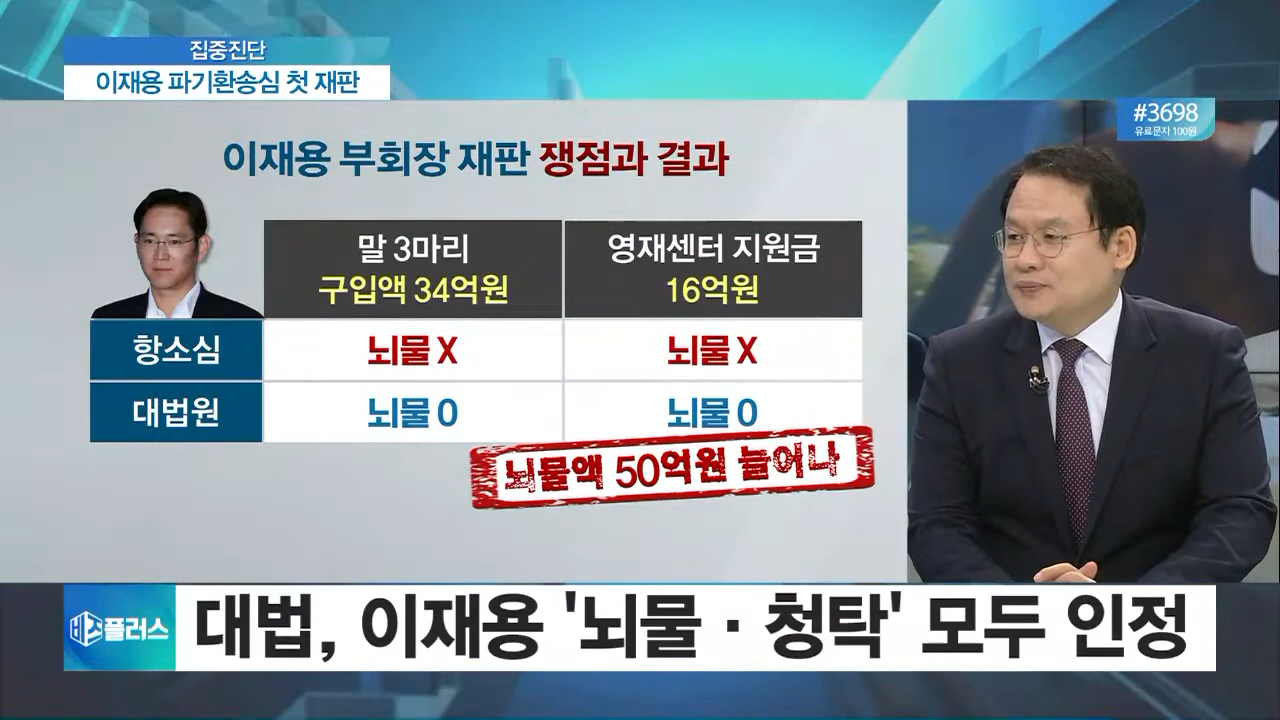 집중진단
이재용 파기환송심 첫 재판
#3698
유료문자 100원
이재용 부회장 재판 쟁점과 결과
말 3마리 영재센터 지원금
구입액 34억원 16억원
항소심 뇌물 X 뇌물 X
대법원 뇌물 O 뇌물 O
뇌물액 50억원 늘어나
비즈플러스 대법, 이재용 '뇌물·청탁' 모두 인정